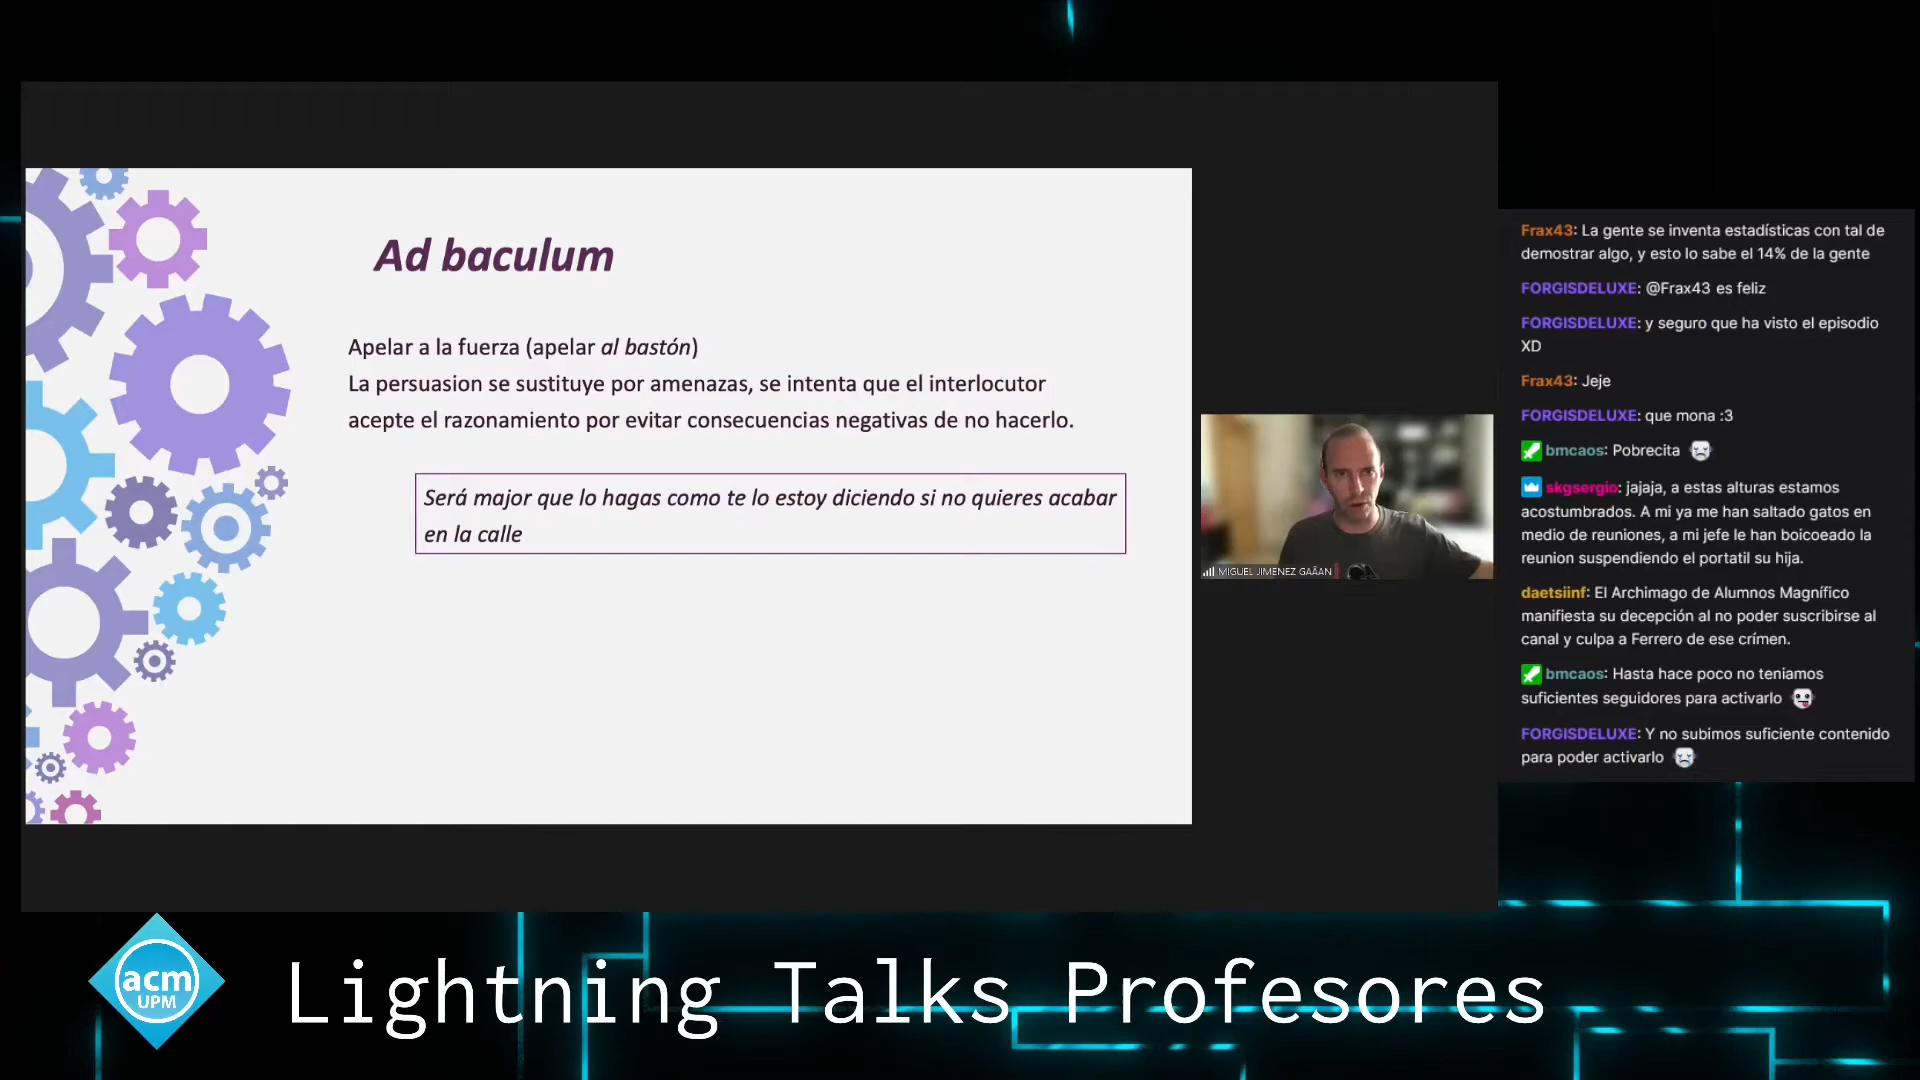 Ad baculum
Apelar a la fuerza (apelar al bastón)
La persuasion se sustituye por amenazas, se intenta que el interlocutor
acepte el razonamiento por evitar consecuencias negativas de no hacerlo.
Será major que lo hagas como te lo estoy diciendo si no quieres acabar
en la calle
MIGUEL JIMENEZ GAÃAN
Frax43: La gente se inventa estadísticas con tal de
demostrar algo, y esto lo sabe el 14% de la gente
FORGISDELUXE: @Frax43 es feliz
FORGISDELUXE: y seguro que ha visto el episodio
XD
Frax43: Jeje
FORGISDELUXE: que mona :3
bmcaos: Pobrecita
skgsergio: jajaja, a estas alturas estamos
acostumbrados. A mi ya me han saltado gatos en
medio de reuniones, a mi jefe le han boicoeado la
reunion suspendiendo el portatil su hija.
daetsiinf: El Archimago de Alumnos Magnífico
manifiesta su decepción al no poder suscribirse al
canal y culpa a Ferrero de ese crímen.
bmcaos: Hasta hace poco no teniamos
suficientes seguidores para activarlo
FORGISDELUXE: Y no subimos suficiente contenido
para poder activarlo
acm
UPM
Lightning Talks Profesores